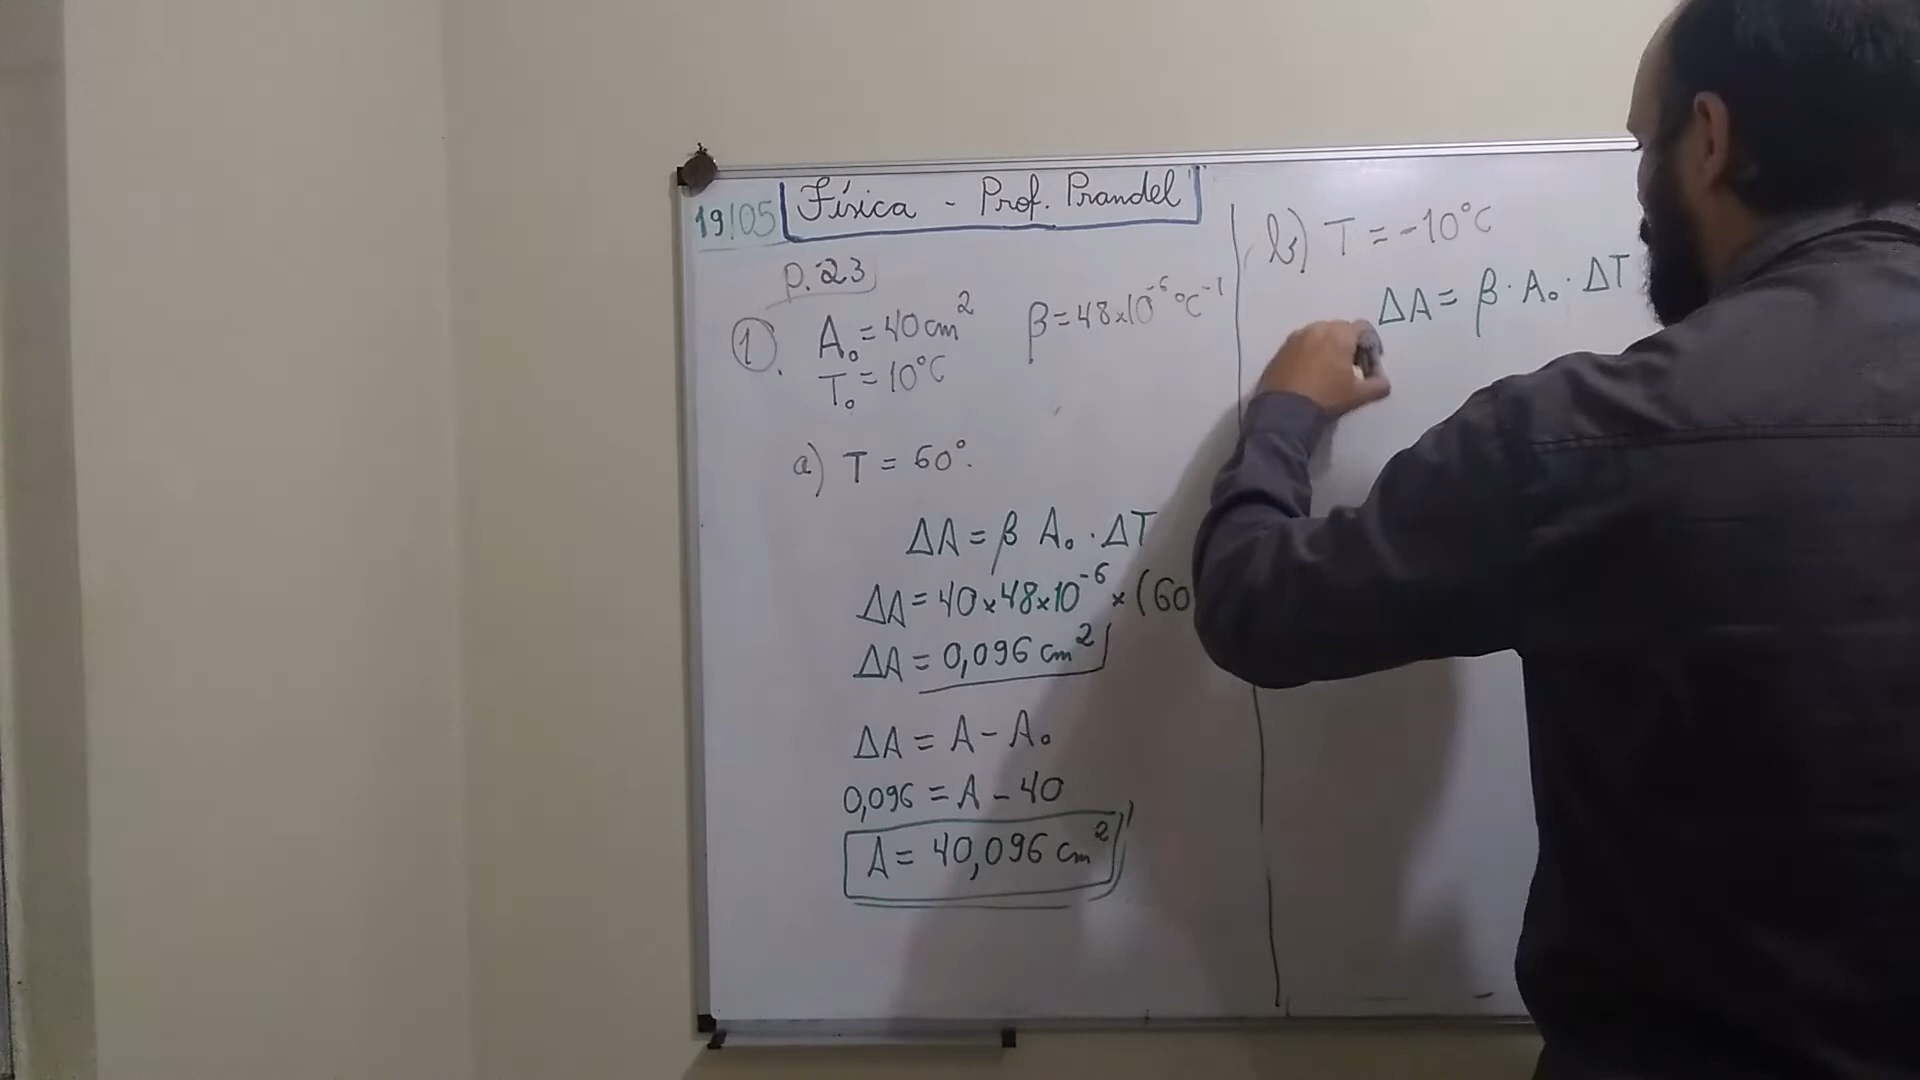 19/05 Física - Prof. Prandel
p.23
1) A₀ = 40 cm² β = 48×10⁻⁶ °C⁻¹
T₀ = 10°C
a) T = 60°.
ΔA = β A₀ · ΔT
ΔA = 40 × 48×10⁻⁶ × (60
ΔA = 0,096 cm²
ΔA = A - A₀
0,096 = A - 40
A = 40,096 cm²
b) T = -10°C
ΔA = β · A₀ · ΔT